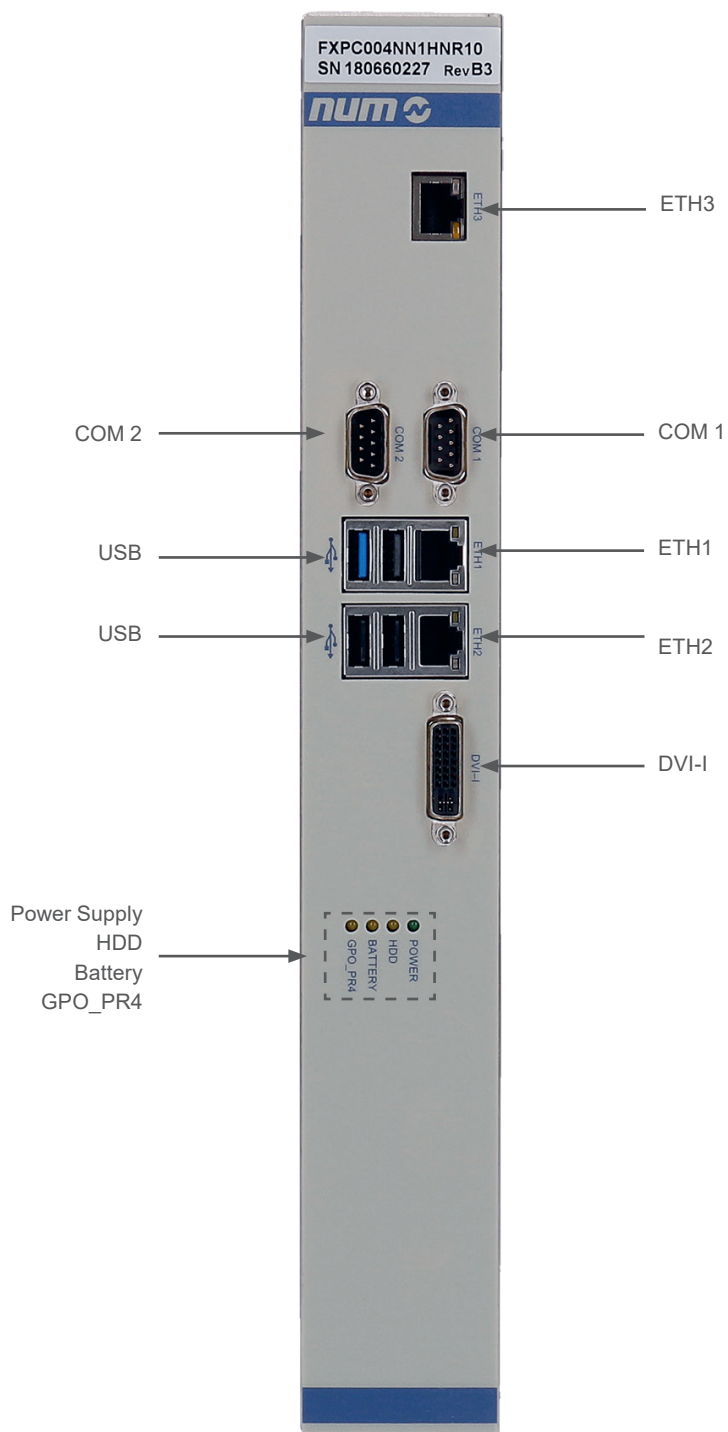 FXPC004NN1HNR10
SN 180660227 RevB3
num
ETH3
ETH3
COM 2
COM 2
COM 1
COM 1
USB
ETH1
ETH1
USB
ETH2
ETH2
DVI-I
DVI-I
Power Supply
HDD
Battery
GPO_PR4
GPO_PR4
BATTERY
HDD
POWER